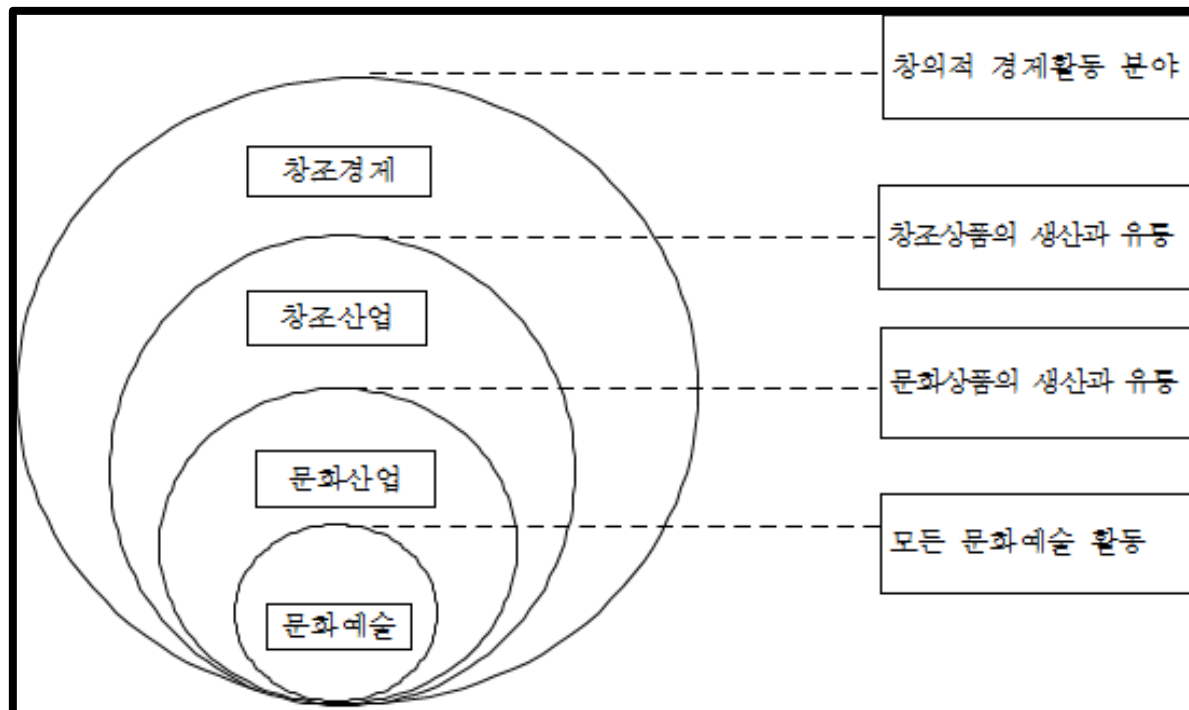 창의적 경제활동 분야
창조경제
창조상품의 생산과 유통
창조산업
문화상품의 생산과 유통
문화산업
모든 문화예술 활동
문화예술